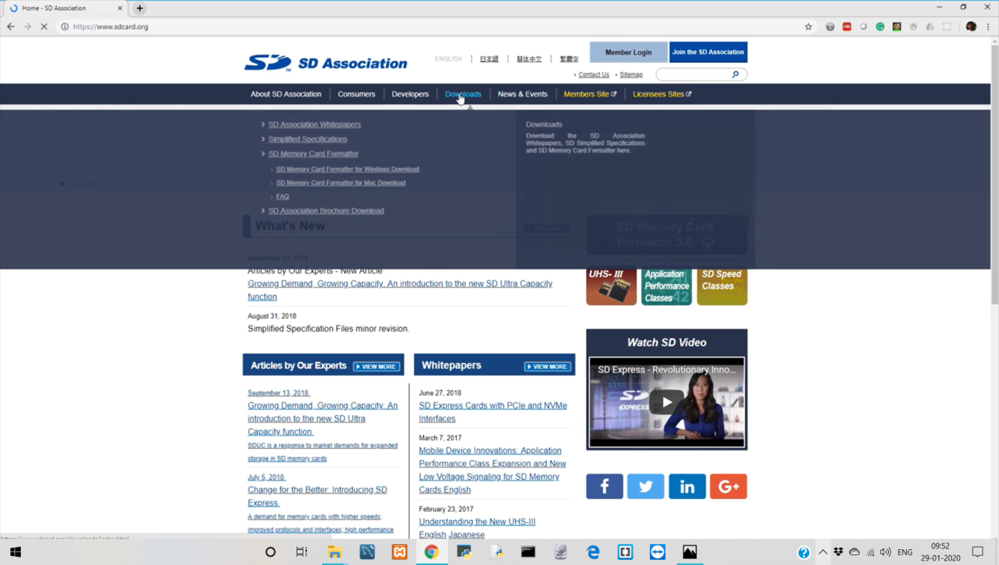 Home - SD Association
https://www.sdcard.org
SD Association
ENGLISH
日本語
简体中文
繁體字
Member Login
Join the SD Association
Contact Us
Sitemap
About SD Association
Consumers
Developers
Downloads
News & Events
Members Site
Licensees Sites
SD Association Whitepapers
Simplified Specifications
SD Memory Card Formatter
SD Memory Card Formatter for Windows Download
SD Memory Card Formatter for Mac Download
FAQ
SD Association Brochure Download
Downloads
Download the SD Association
Whitepapers, SD Simplified Specifications
and SD Memory Card Formatter here.
What's New
VIEW MORE
SD Memory Card
Formatter 5.0
September 13, 2018
Articles by Our Experts - New Article
Growing Demand, Growing Capacity: An introduction to the new SD Ultra Capacity
function
August 31, 2018
Simplified Specification Files minor revision.
UHS-III
Application
Performance
Classes
SD Speed
Classes
Articles by Our Experts
VIEW MORE
September 13, 2018
Growing Demand, Growing Capacity: An
introduction to the new SD Ultra
Capacity function
SDUC is a response to market demands for expanded
storage in SD memory cards
July 5, 2018
Change for the Better: Introducing SD
Express
A demand for memory cards with higher speeds;
improved protocols and interfaces; high performance
Whitepapers
VIEW MORE
June 27, 2018
SD Express Cards with PCIe and NVMe
Interfaces
March 7, 2017
Mobile Device Innovations: Application
Performance Class Expansion and New
Low Voltage Signaling for SD Memory
Cards English
February 23, 2017
Understanding the New UHS-III
English Japanese
Watch SD Video
SD Express - Revolutionary Inno...
SD
EXPRESS
f
in
G+
ENG
09:52
29-01-2020